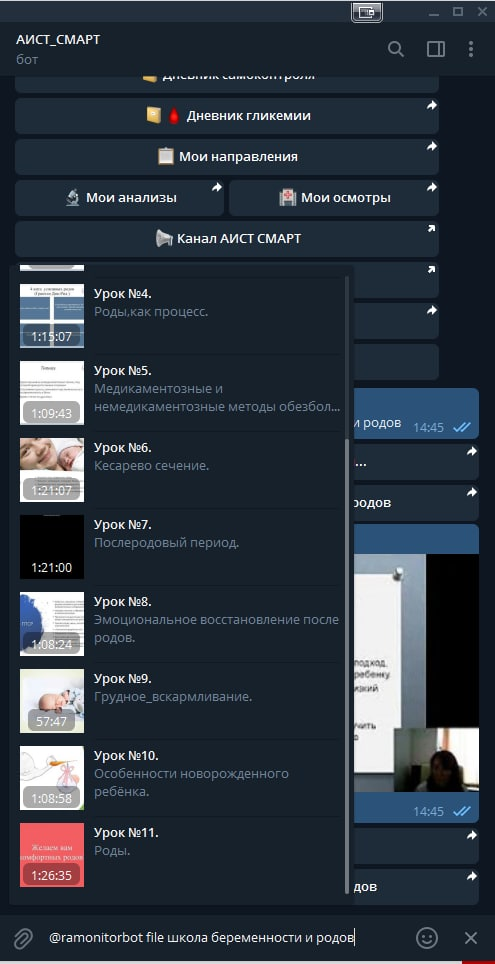 АИСТ_СМАРТ
бот
Дневник самоконтроля
Дневник гликемии
Мои направления
Мои анализы
Мои осмотры
Канал АИСТ СМАРТ
Урок №4.
Роды,как процесс.
1:15:07
Урок №5.
Медикаментозные и
немедикаментозные методы обезбол...
1:09:43
Урок №6.
Кесарево сечение.
1:21:07
Урок №7.
Послеродовый период.
1:21:00
Урок №8.
Эмоциональное восстановление после
родов.
1:08:24
Урок №9.
Грудное_вскармливание.
57:47
Урок №10.
Особенности новорожденного
ребёнка.
1:08:58
Урок №11.
Роды.
Желаем вам
комфортных родов
1:26:35
и родов
14:45
...
родов
подход,
ребенку
изкий
учить
14:45
дов
@ramonitorbot file школа беременности и родов